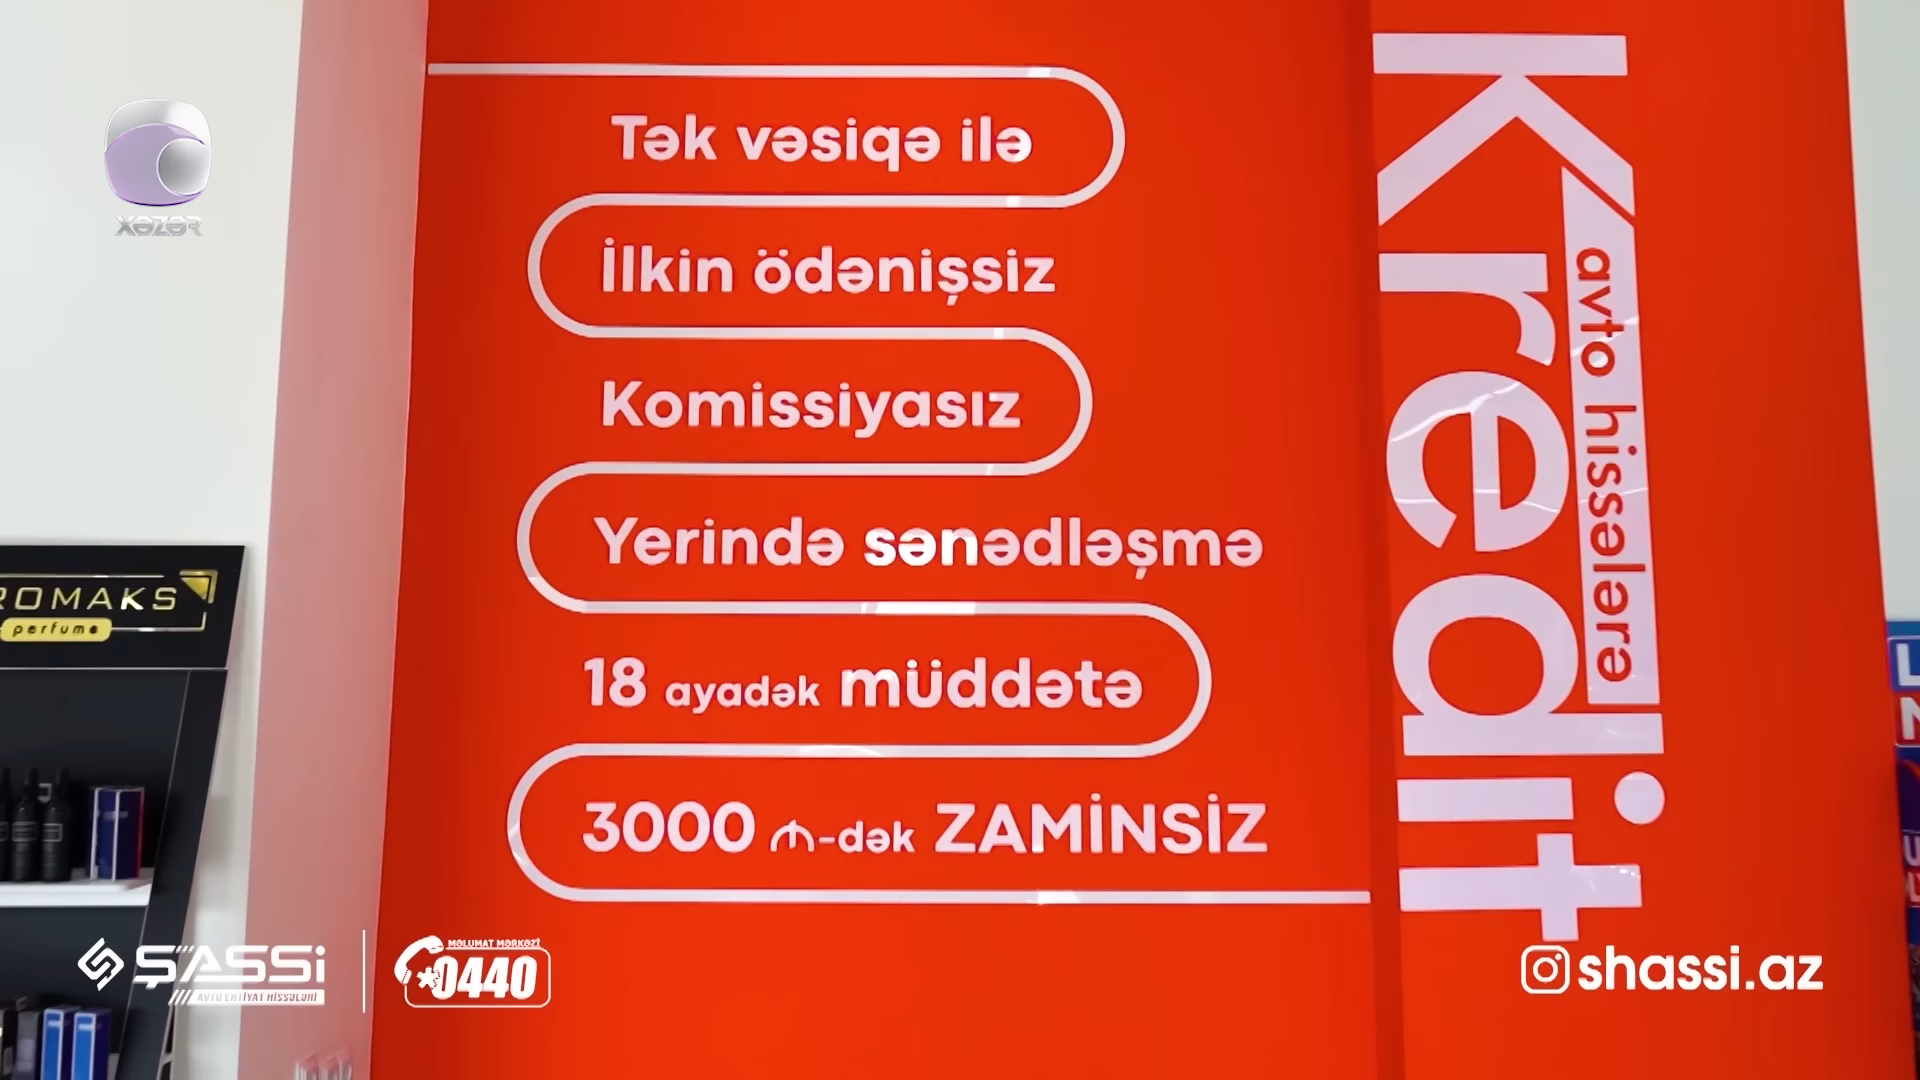 XƏZƏR
Tək vəsiqə ilə
İlkin ödənişsiz
Komissiyasız
Yerində sənədləşmə
18 ayadək müddətə
3000 ₼-dək ZAMİNSİZ
Kredit
avto hissələrə
ROMAKS
perfume
ŞASSi
AVTO EHTİYAT HİSSƏLƏRİ
MƏLUMAT MƏRKƏZİ
*0440
shassi.az